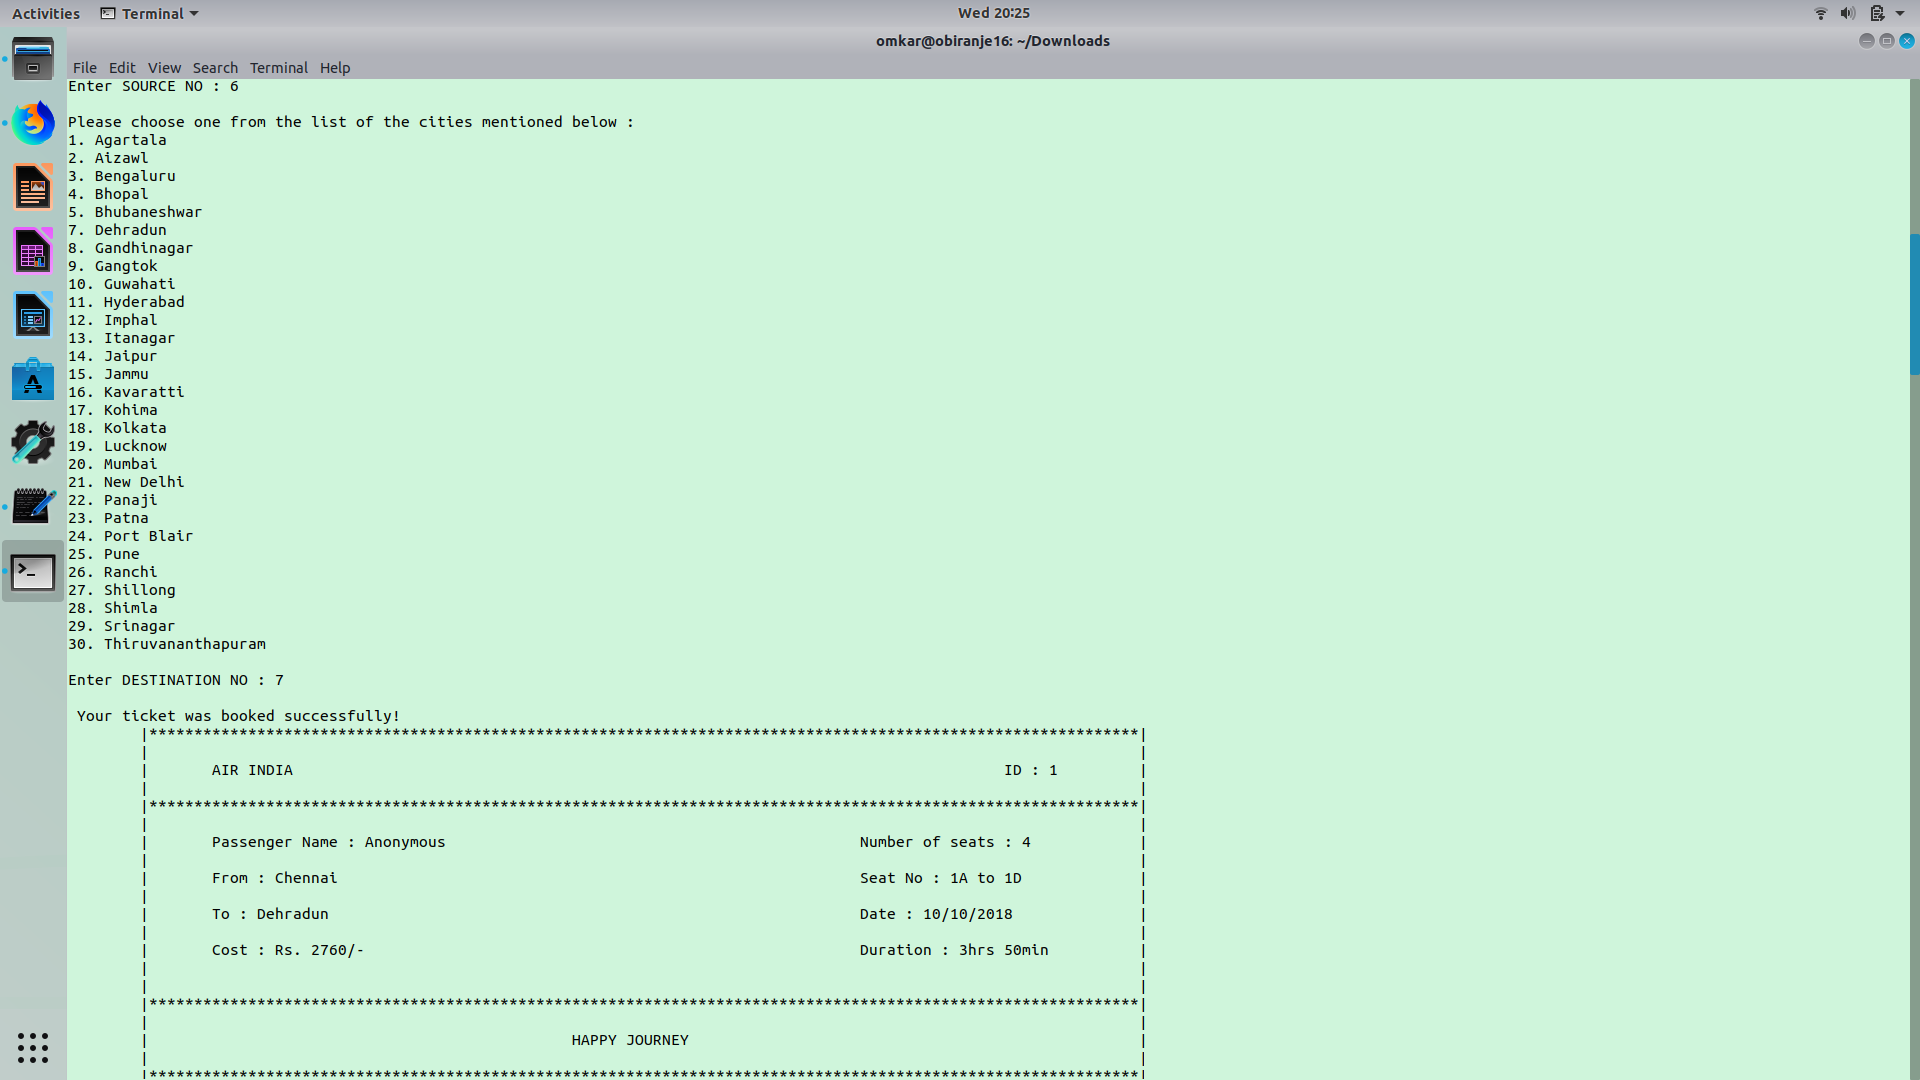 Activities Terminal Wed 20:25
omkar@obiranje16: ~/Downloads
File Edit View Search Terminal Help
Enter SOURCE NO : 6
Please choose one from the list of the cities mentioned below :
1. Agartala
2. Aizawl
3. Bengaluru
4. Bhopal
5. Bhubaneshwar
7. Dehradun
8. Gandhinagar
9. Gangtok
10. Guwahati
11. Hyderabad
12. Imphal
13. Itanagar
14. Jaipur
15. Jammu
16. Kavaratti
17. Kohima
18. Kolkata
19. Lucknow
20. Mumbai
21. New Delhi
22. Panaji
23. Patna
24. Port Blair
25. Pune
26. Ranchi
27. Shillong
28. Shimla
29. Srinagar
30. Thiruvananthapuram
Enter DESTINATION NO : 7
Your ticket was booked successfully!
|**************************************************************************************************************|
| |
| AIR INDIA ID : 1 |
| |
|**************************************************************************************************************|
| |
| Passenger Name : Anonymous Number of seats : 4 |
| |
| From : Chennai Seat No : 1A to 1D |
| |
| To : Dehradun Date : 10/10/2018 |
| |
| Cost : Rs. 2760/- Duration : 3hrs 50min |
| |
| |
|**************************************************************************************************************|
| |
| HAPPY JOURNEY |
| |
|**************************************************************************************************************|